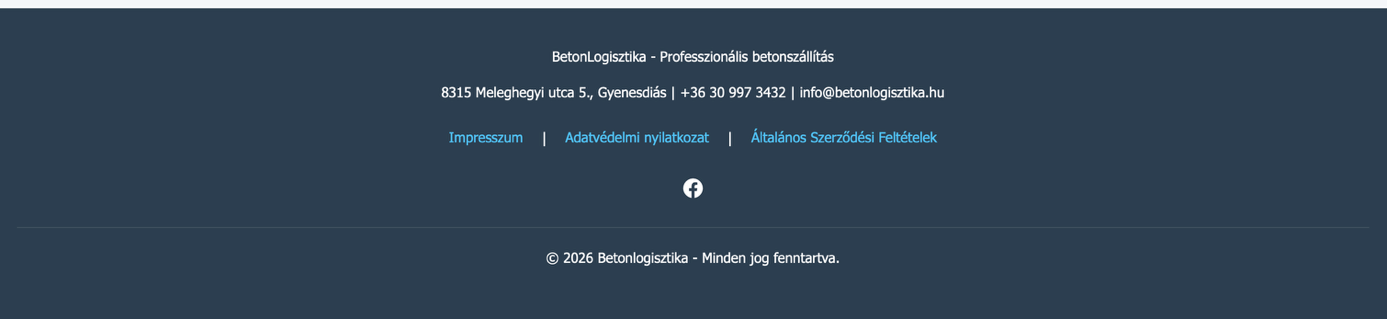 BetonLogisztika - Professzionális betonszállítás
8315 Meleghegyi utca 5., Gyenesdiás | +36 30 997 3432 | info@betonlogisztika.hu
Impresszum | Adatvédelmi nyilatkozat | Általános Szerződési Feltételek
© 2026 Betonlogisztika - Minden jog fenntartva.